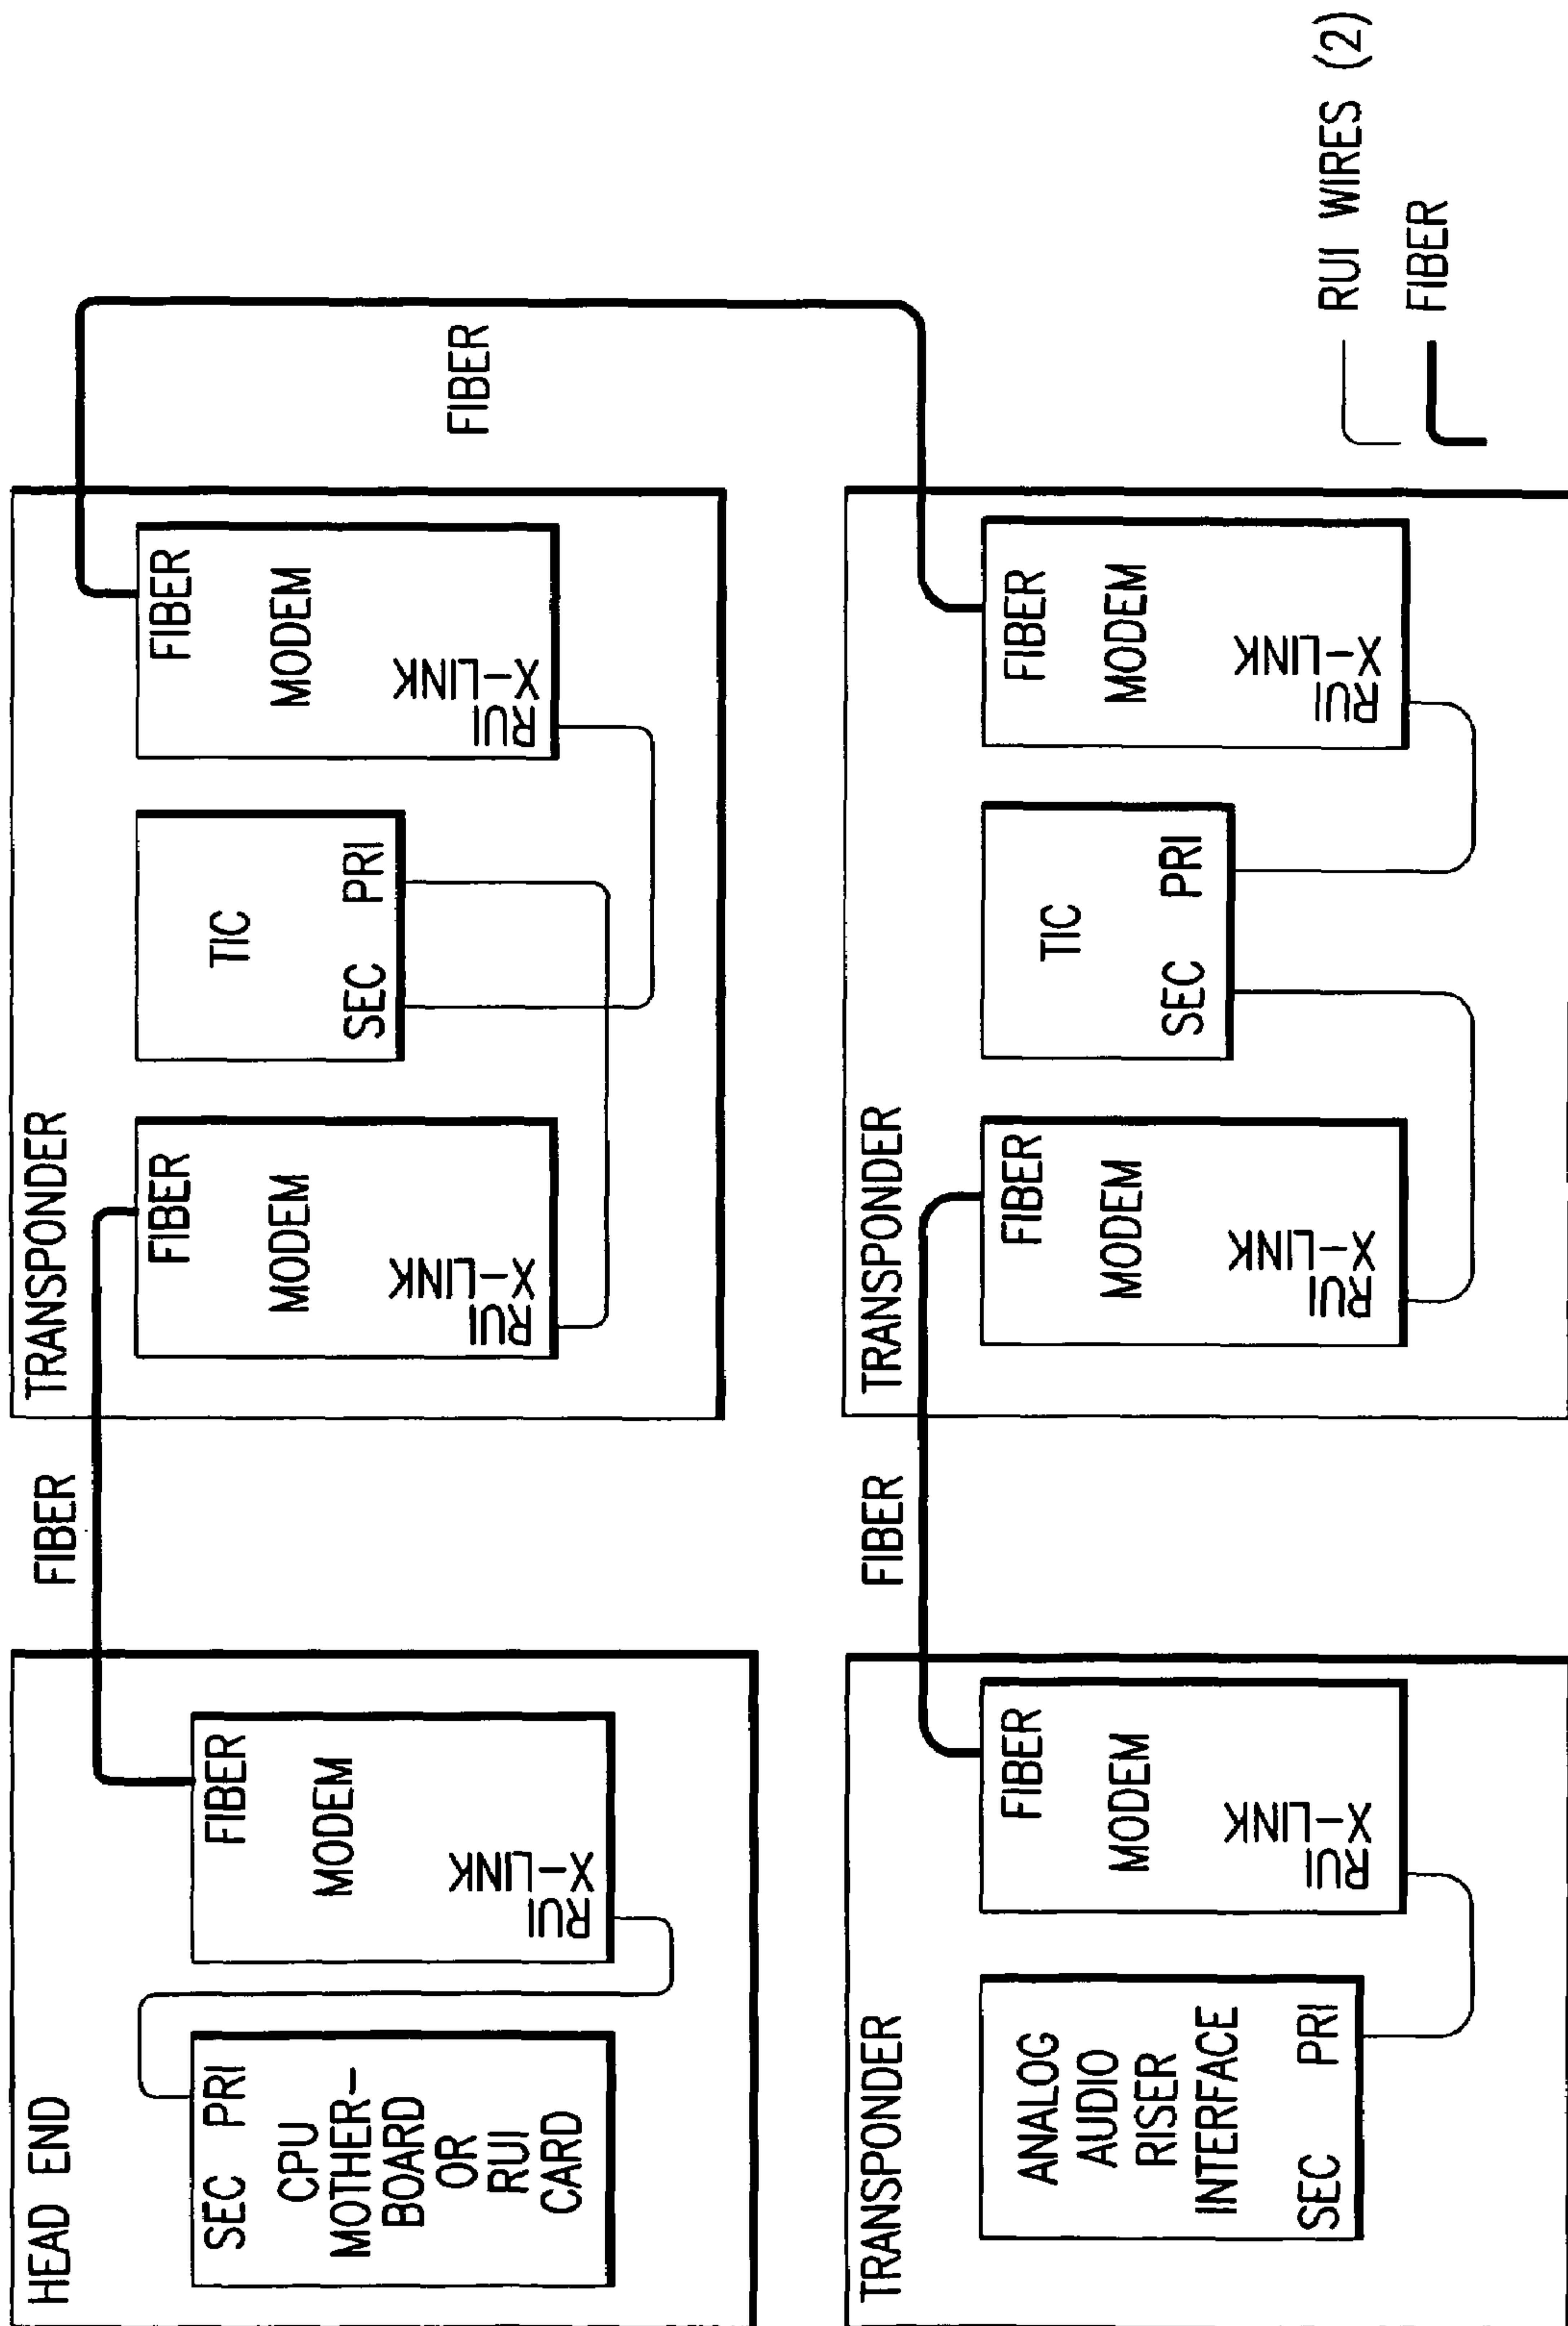 HEAD END
SEC PRI
CPU
MOTHER-
BOARD
OR
RUI
CARD
FIBER
MODEM
RUI
X-LINK
FIBER
TRANSPONDER
FIBER
MODEM
RUI
X-LINK
TIC
SEC PRI
FIBER
MODEM
RUI
X-LINK
FIBER
TRANSPONDER
ANALOG
AUDIO
RISER
INTERFACE
SEC PRI
FIBER
MODEM
RUI
X-LINK
FIBER
TRANSPONDER
FIBER
MODEM
RUI
X-LINK
TIC
SEC PRI
FIBER
MODEM
RUI
X-LINK
RUI WIRES (2)
FIBER